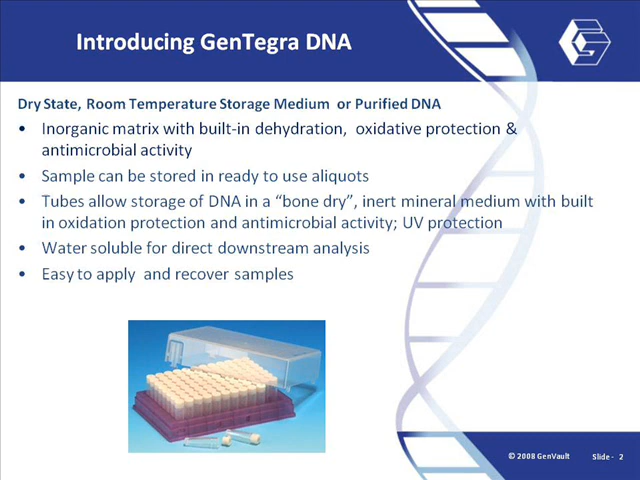 Introducing GenTegra DNA
Dry State, Room Temperature Storage Medium or Purified DNA
• Inorganic matrix with built-in dehydration, oxidative protection &
antimicrobial activity
• Sample can be stored in ready to use aliquots
• Tubes allow storage of DNA in a “bone dry”, inert mineral medium with built
in oxidation protection and antimicrobial activity; UV protection
• Water soluble for direct downstream analysis
• Easy to apply and recover samples
© 2008 GenVault
Slide - 2